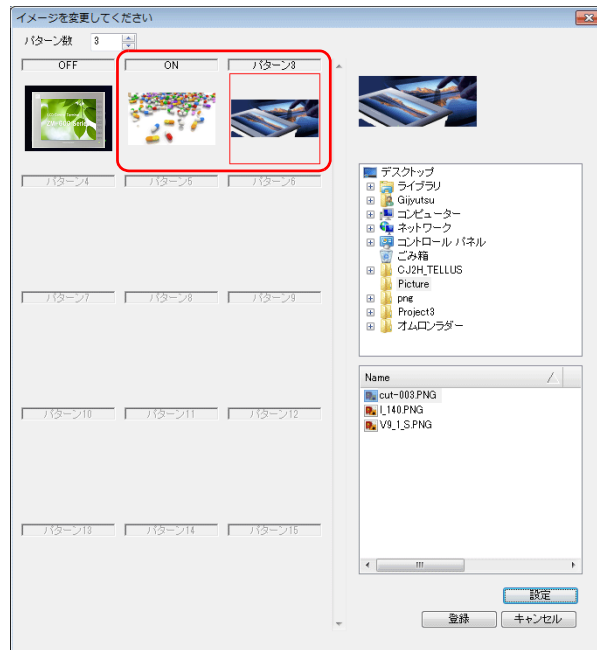 イメージを変更してください
パターン数 3
OFF ON パターン3
パターン4 パターン5 パターン6
パターン7 パターン8 パターン9
パターン10 パターン11 パターン12
パターン13 パターン14 パターン15
デスクトップ
ライブラリ
Gijyutsu
コンピューター
ネットワーク
コントロール パネル
ごみ箱
CJ2H_TELLUS
Picture
png
Project3
オムロンラダー
Name
cut-003.PNG
I_140.PNG
V9_1_S.PNG
設定
登録 キャンセル